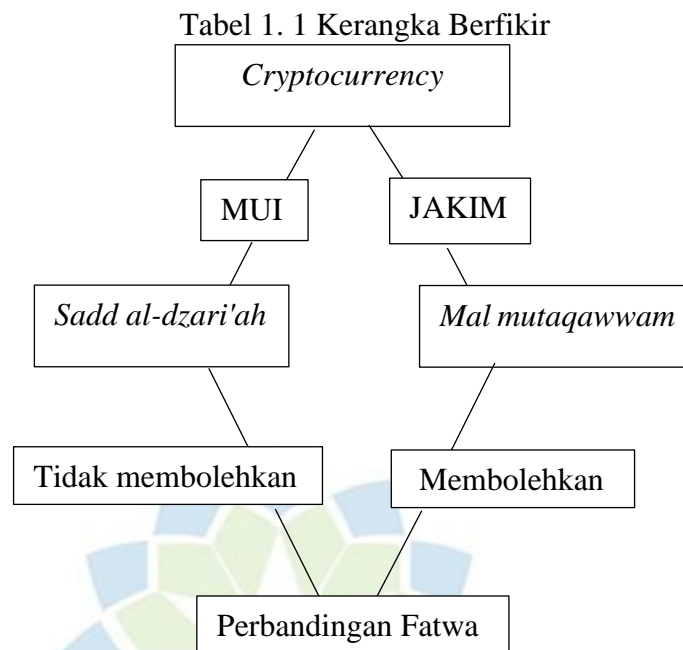 Tabel 1. 1 Kerangka Berfikir
Cryptocurrency
MUI
JAKIM
Sadd al-dzari'ah
Mal mutaqawwam
Tidak membolehkan
Membolehkan
Perbandingan Fatwa